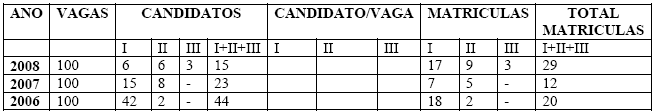 ANO VAGAS CANDIDATOS CANDIDATO/VAGA MATRICULAS TOTAL MATRICULAS
I II III I+II+III I II III I II III I+II+III
2008 100 6 6 3 15 17 9 3 29
2007 100 15 8 - 23 7 5 - 12
2006 100 42 2 - 44 18 2 - 20